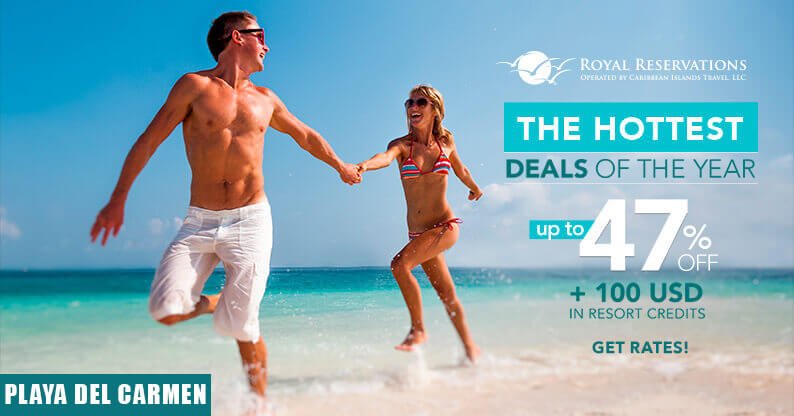 ROYAL RESERVATIONS
OPERATED BY CARIBBEAN ISLANDS TRAVEL, LLC
THE HOTTEST
DEALS OF THE YEAR
up to 47% OFF
+ 100 USD
IN RESORT CREDITS
GET RATES!
PLAYA DEL CARMEN